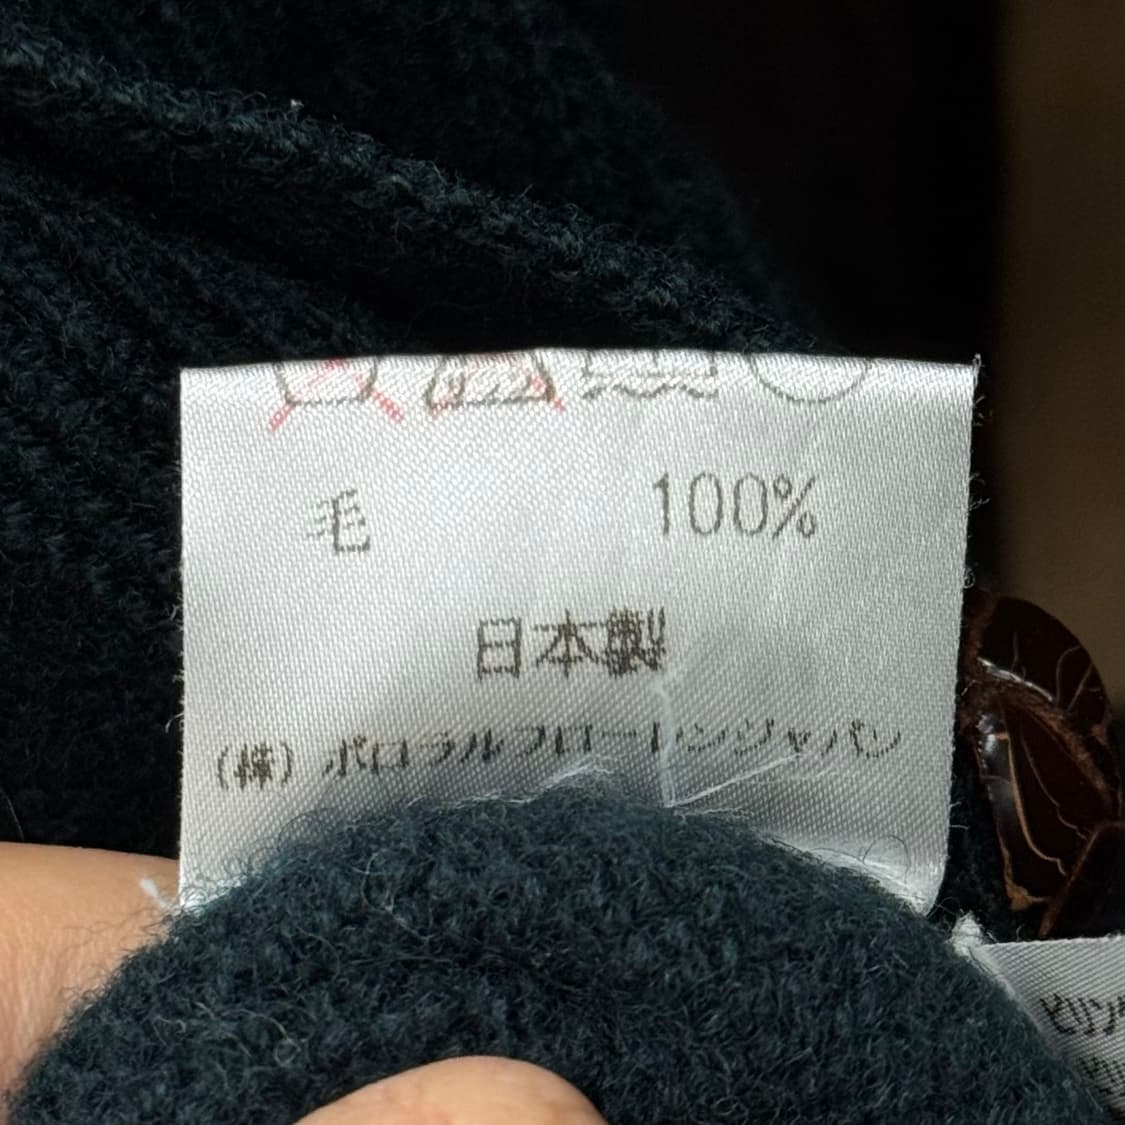 毛 100%
日本製
(株) ポロラルフローレンジャパン